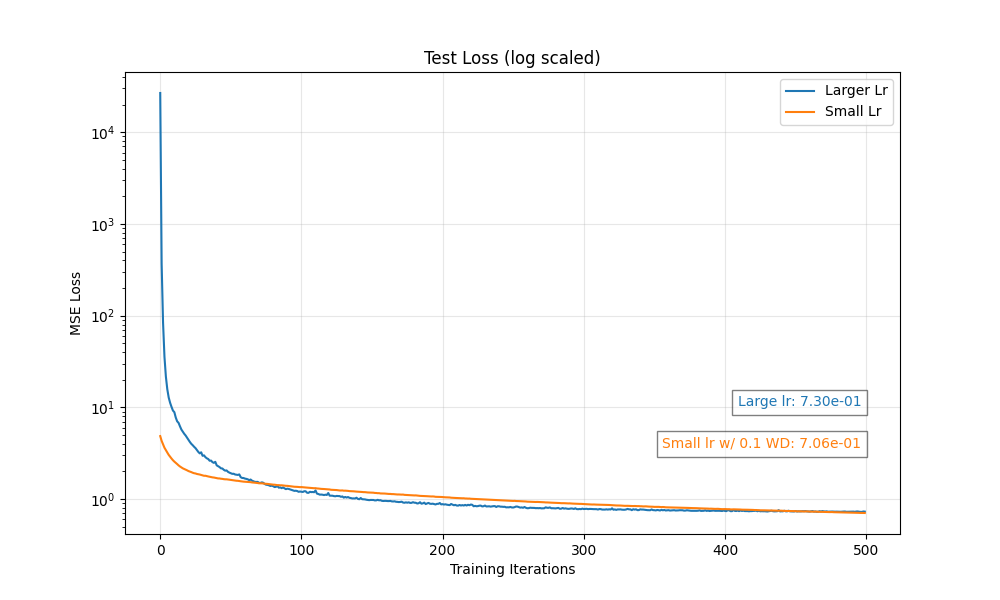 Test Loss (log scaled)
Larger Lr
Small Lr
10^4
10^3
10^2
10^1
10^0
MSE Loss
Large lr: 7.30e-01
Small lr w/ 0.1 WD: 7.06e-01
0 100 200 300 400 500
Training Iterations